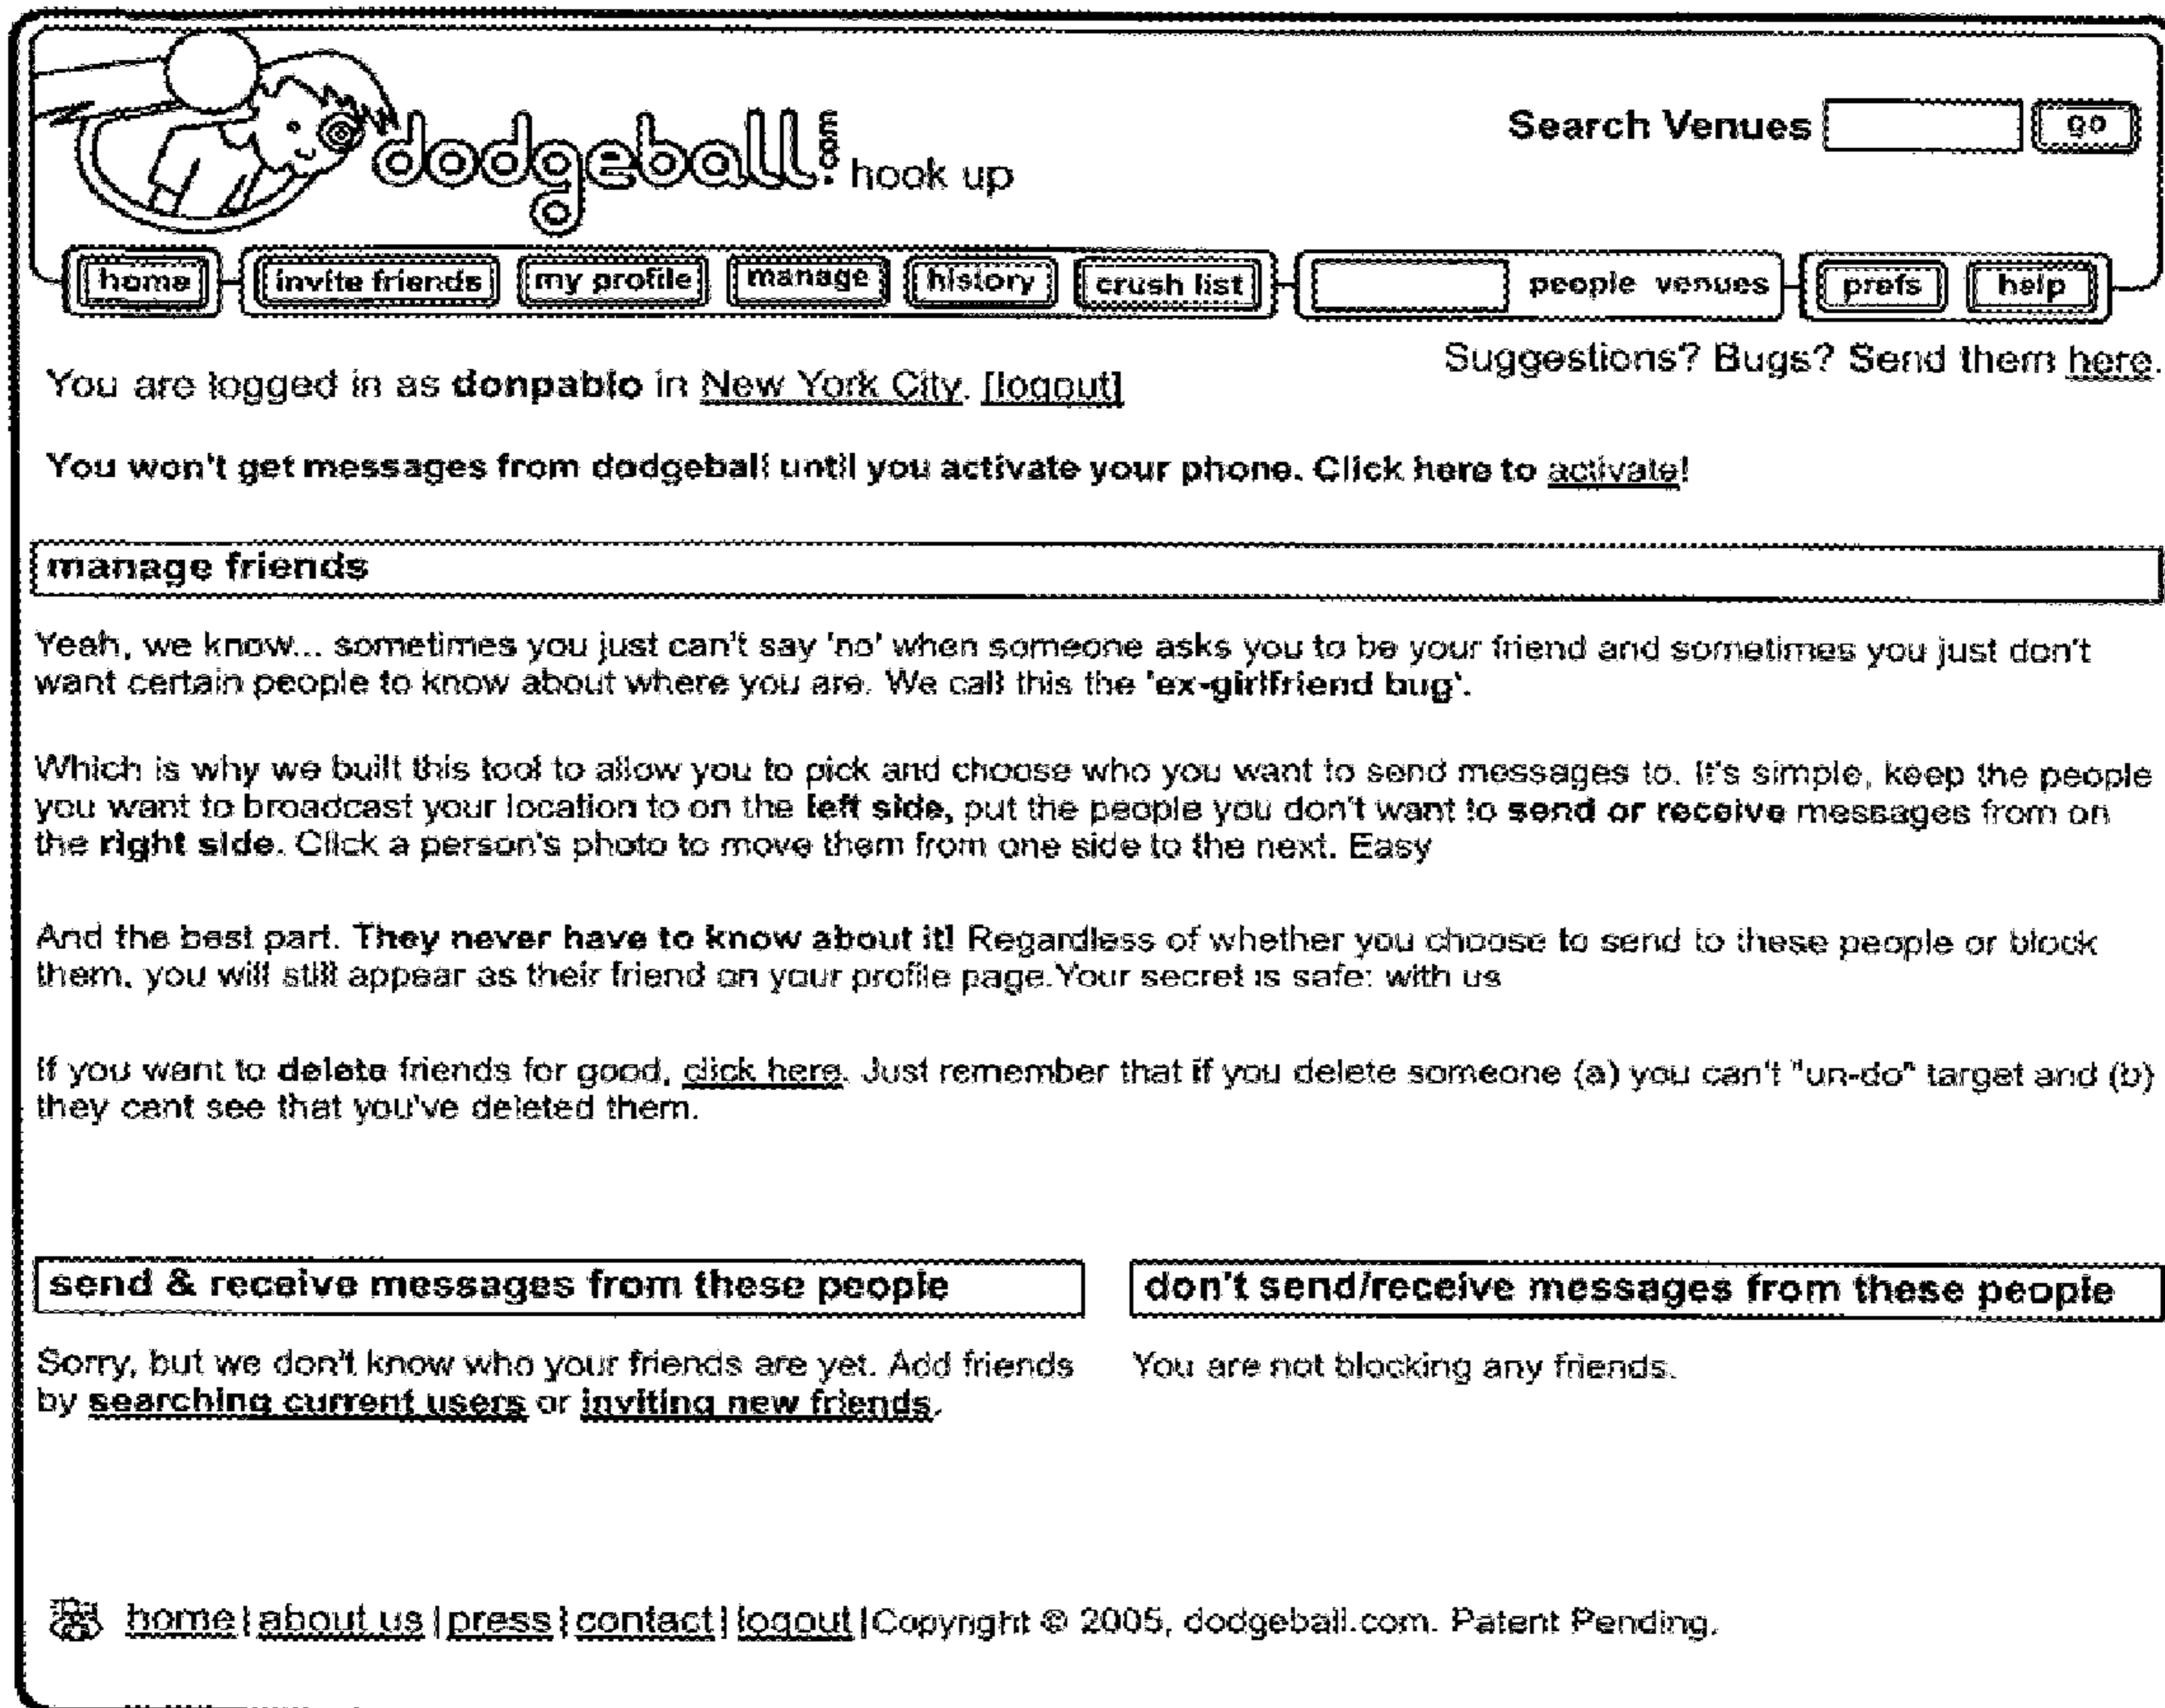 dodgeball.com hook up
Search Venues go
home invite friends my profile manage history crush list people venues prefs help
Suggestions? Bugs? Send them here.
You are logged in as donpablo in New York City. [logout]
You won't get messages from dodgeball until you activate your phone. Click here to activate!
manage friends
Yeah, we know... sometimes you just can't say 'no' when someone asks you to be your friend and sometimes you just don't
want certain people to know about where you are. We call this the 'ex-girlfriend bug'.
Which is why we built this tool to allow you to pick and choose who you want to send messages to. It's simple, keep the people
you want to broadcast your location to on the left side, put the people you don't want to send or receive messages from on
the right side. Click a person's photo to move them from one side to the next. Easy
And the best part. They never have to know about it! Regardless of whether you choose to send to these people or block
them, you will still appear as their friend on your profile page.Your secret is safe: with us
If you want to delete friends for good, click here. Just remember that if you delete someone (a) you can't "un-do" target and (b)
they cant see that you've deleted them.
send & receive messages from these people
Sorry, but we don't know who your friends are yet. Add friends
by searching current users or inviting new friends.
don't send/receive messages from these people
You are not blocking any friends.
home | about us | press | contact | logout | Copyright © 2005, dodgeball.com. Patent Pending.